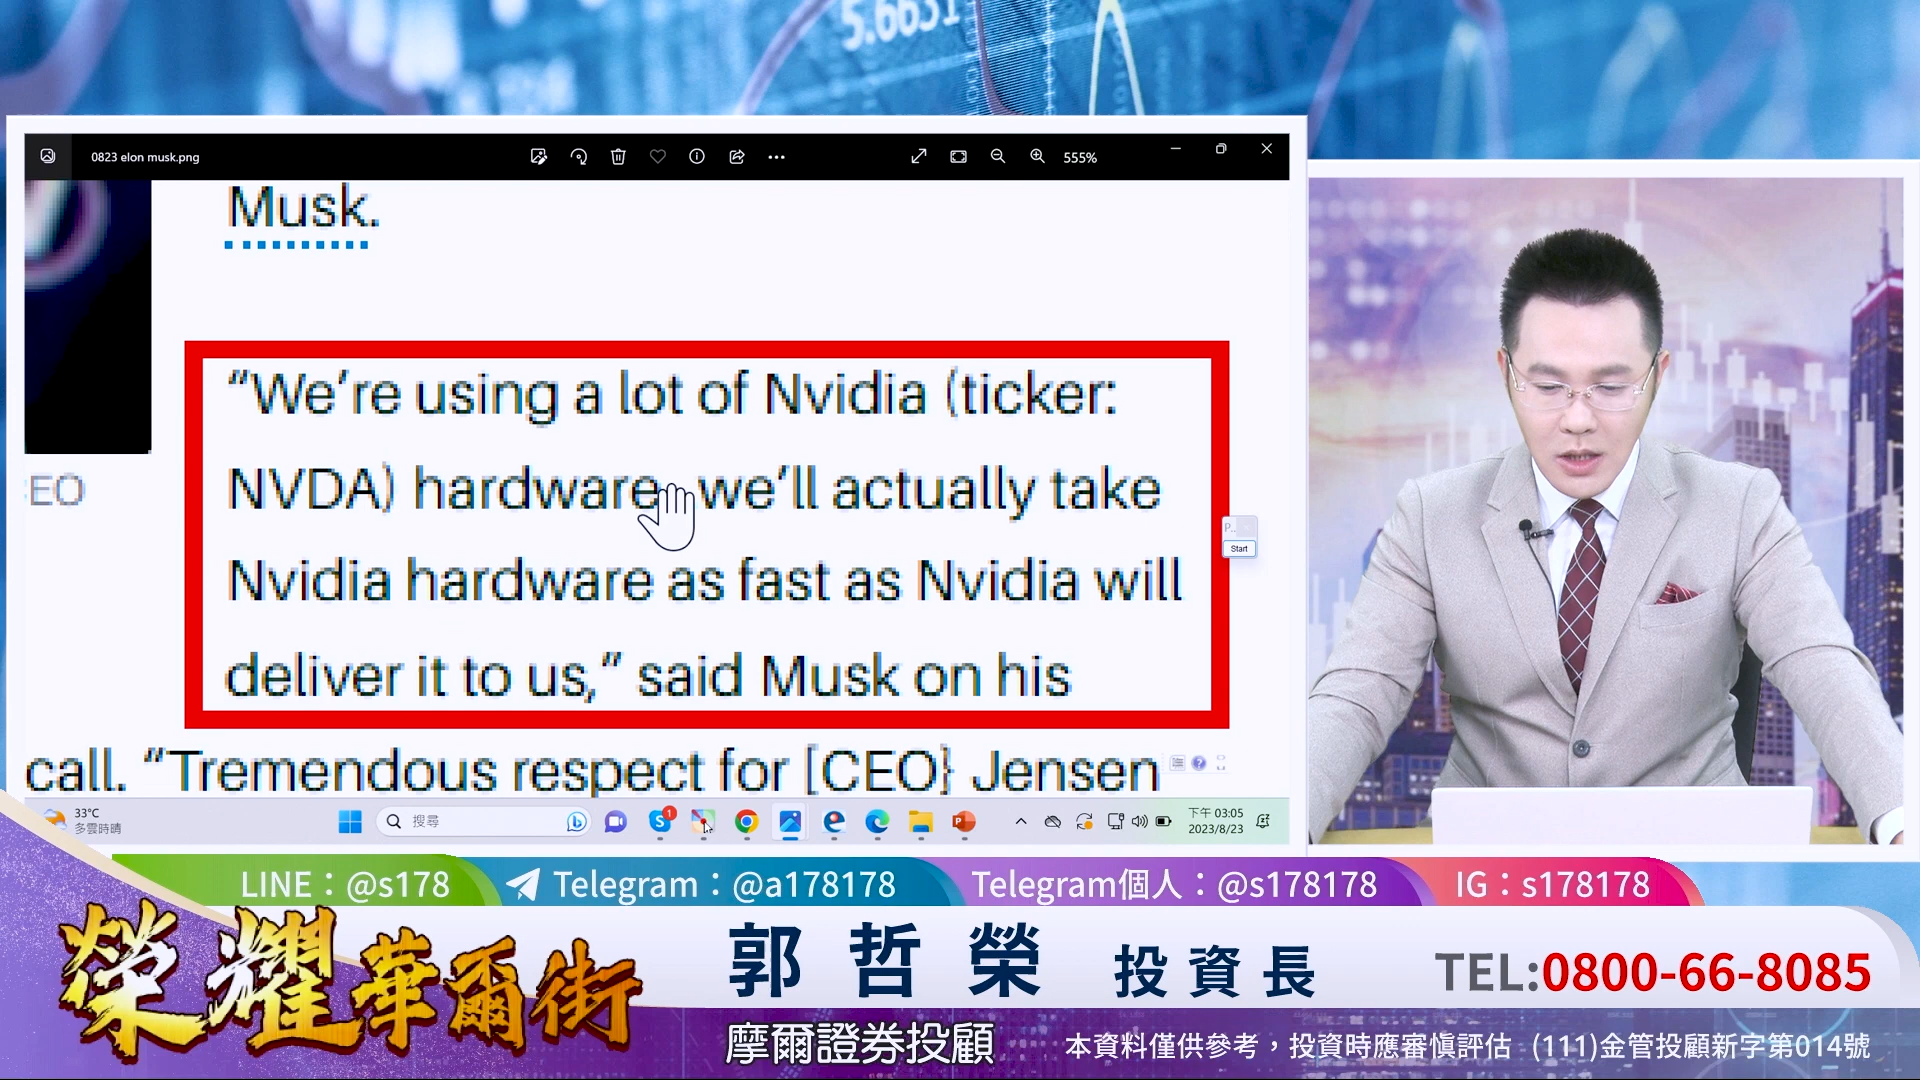 5.6631
0823 elon musk.png
555%
Musk.
“We’re using a lot of Nvidia (ticker:
NVDA) hardware, we’ll actually take
Nvidia hardware as fast as Nvidia will
deliver it to us,” said Musk on his
call. “Tremendous respect for [CEO} Jensen
EO
P..
Start
33°C
多雲時晴
搜尋
1
下午 03:05
2023/8/23
LINE：@s178
Telegram：@a178178
Telegram個人：@s178178
IG：s178178
榮耀華爾街
郭哲榮 投資長
TEL:0800-66-8085
摩爾證券投顧
本資料僅供參考，投資時應審慎評估 (111)金管投顧新字第014號